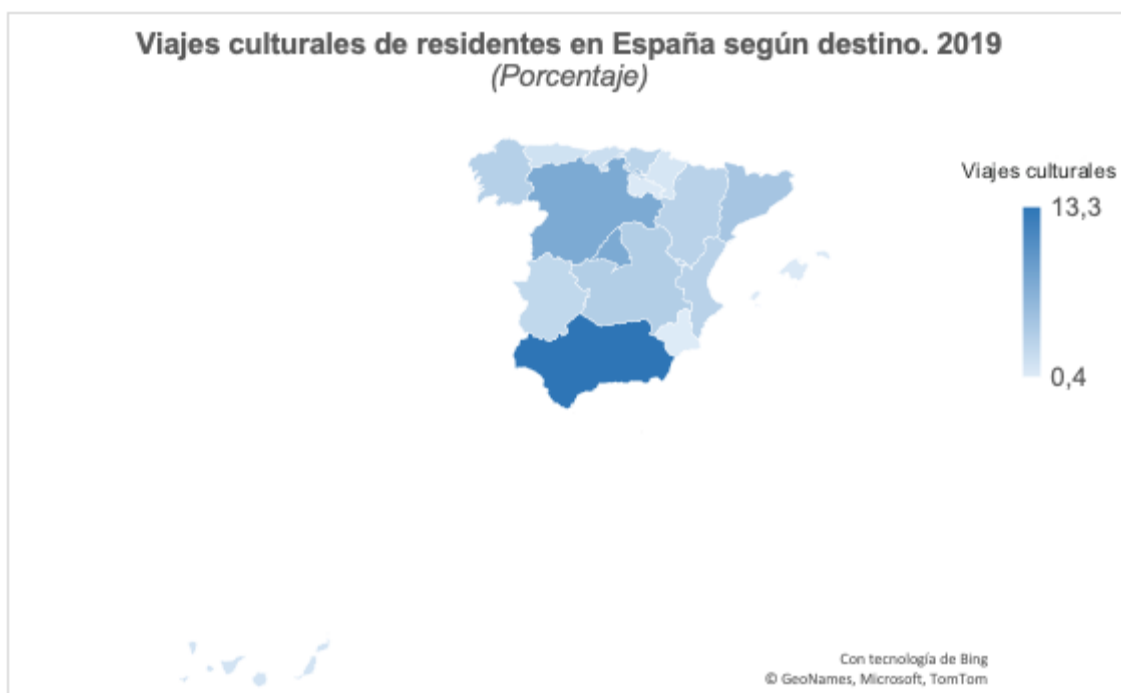 Viajes culturales de residentes en España según destino. 2019
(Porcentaje)
Viajes culturales
13,3
0,4
Con tecnología de Bing
© GeoNames, Microsoft, TomTom